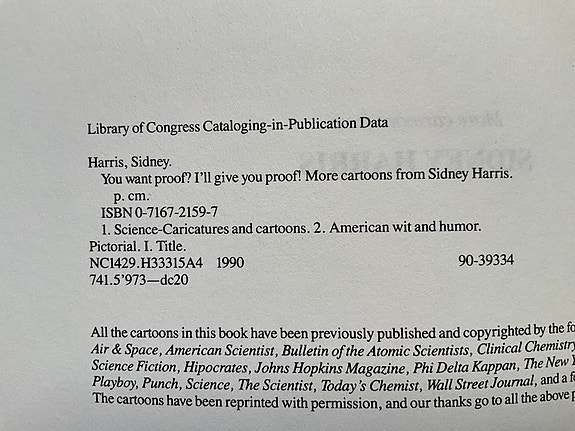 Library of Congress Cataloging-in-Publication Data
Harris, Sidney.
You want proof? I'll give you proof! More cartoons from Sidney Harris.
p. cm.
ISBN 0-7167-2159-7
1. Science-Caricatures and cartoons. 2. American wit and humor.
Pictorial. I. Title.
NC1429.H33315A4 1990 90-39334
741.5'973—dc20
All the cartoons in this book have been previously published and copyrighted by the
Air & Space, American Scientist, Bulletin of the Atomic Scientists, Clinical Chemistry
Science Fiction, Hipocrates, Johns Hopkins Magazine, Phi Delta Kappan, The New
Playboy, Punch, Science, The Scientist, Today's Chemist, Wall Street Journal, and a
The cartoons have been reprinted with permission, and our thanks go to all the above